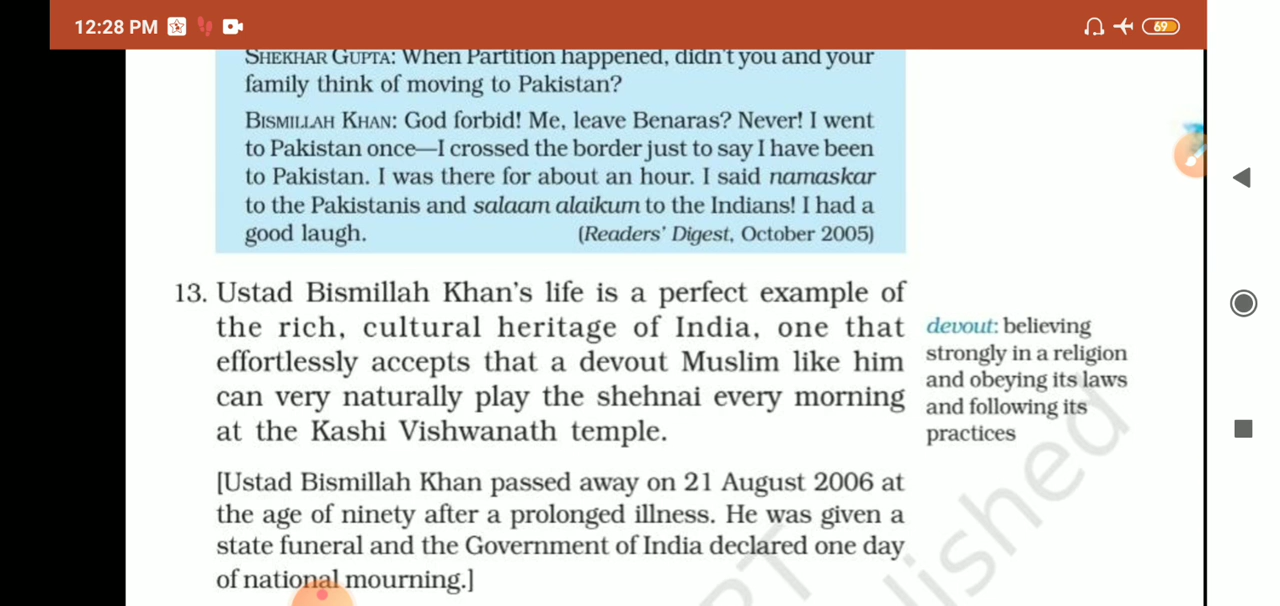 12:28 PM
69
SHEKHAR GUPTA: When Partition happened, didn't you and your
family think of moving to Pakistan?
BISMILLAH KHAN: God forbid! Me, leave Benaras? Never! I went
to Pakistan once—I crossed the border just to say I have been
to Pakistan. I was there for about an hour. I said namaskar
to the Pakistanis and salaam alaikum to the Indians! I had a
good laugh. (Readers' Digest, October 2005)
13. Ustad Bismillah Khan's life is a perfect example of
the rich, cultural heritage of India, one that
effortlessly accepts that a devout Muslim like him
can very naturally play the shehnai every morning
at the Kashi Vishwanath temple.
devout: believing
strongly in a religion
and obeying its laws
and following its
practices
[Ustad Bismillah Khan passed away on 21 August 2006 at
the age of ninety after a prolonged illness. He was given a
state funeral and the Government of India declared one day
of national mourning.]